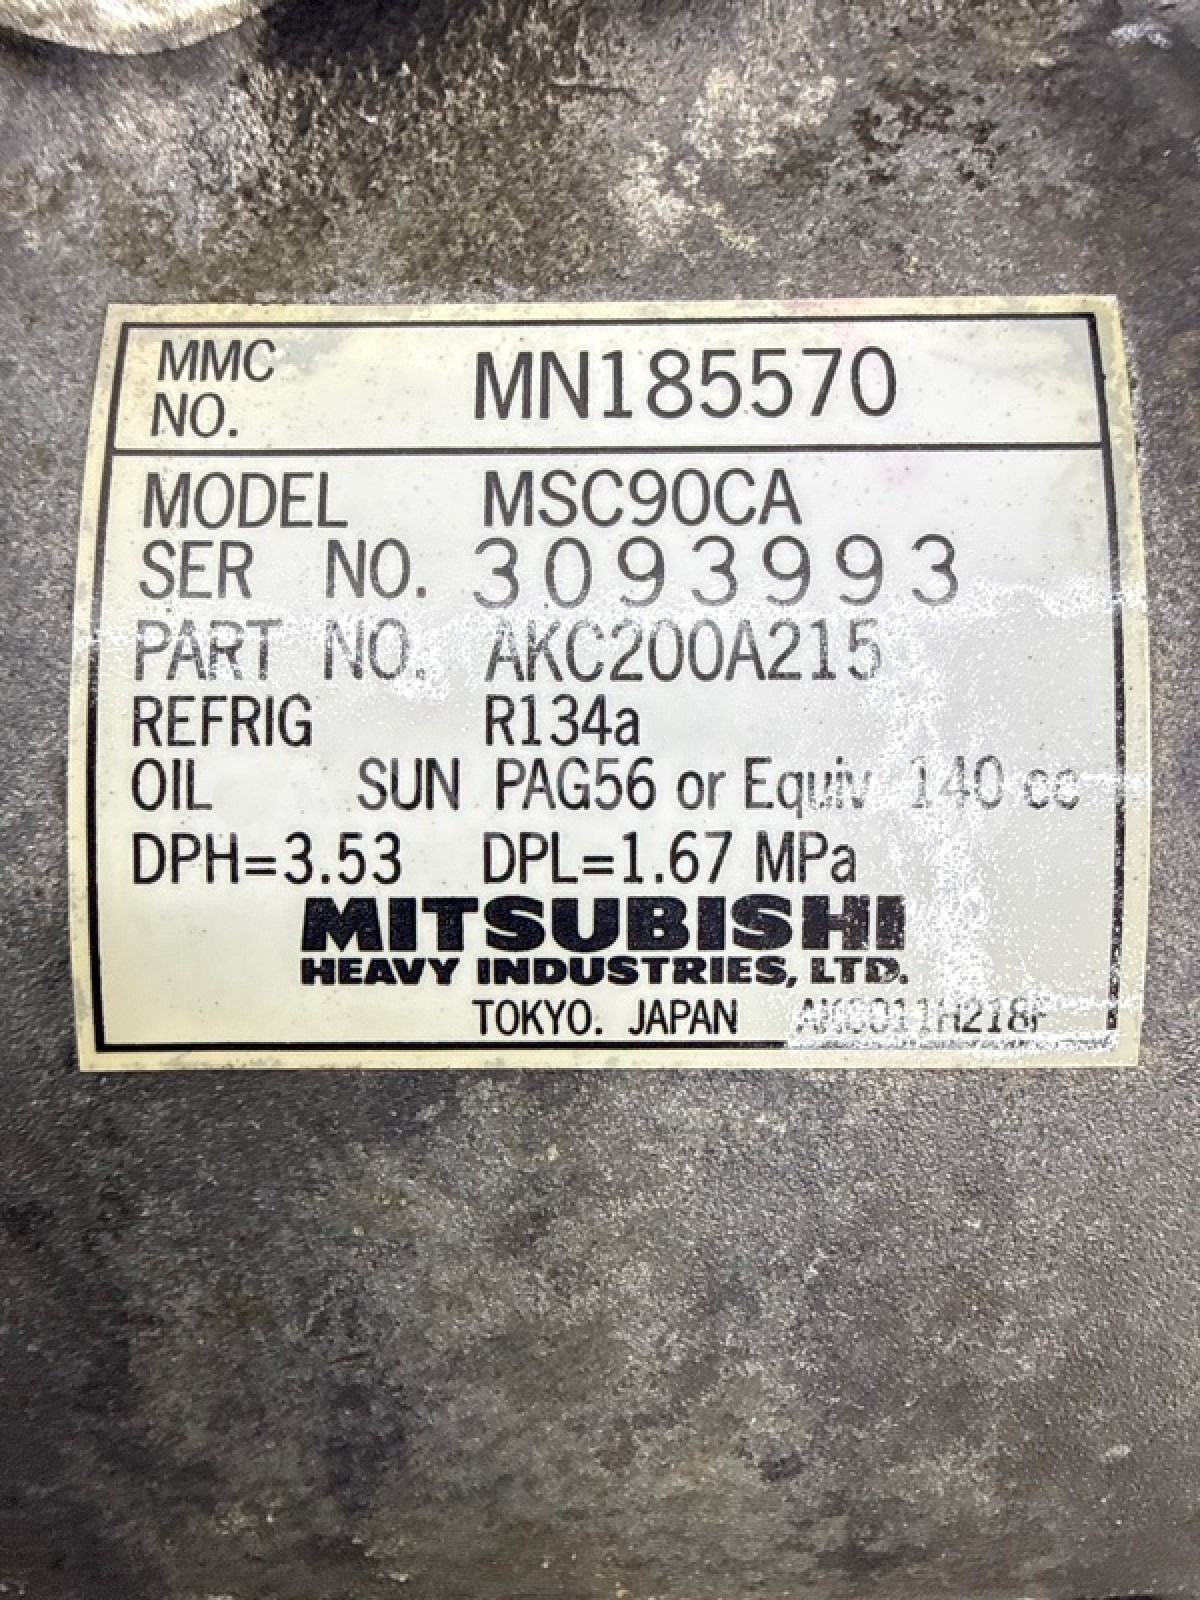 MMC NO. MN185570
MODEL MSC90CA
SER NO. 3093993
PART NO. AKC200A215
REFRIG R134a
OIL SUN PAG56 or Equiv 140 cc
DPH=3.53 DPL=1.67 MPa
MITSUBISHI
HEAVY INDUSTRIES, LTD.
TOKYO. JAPAN